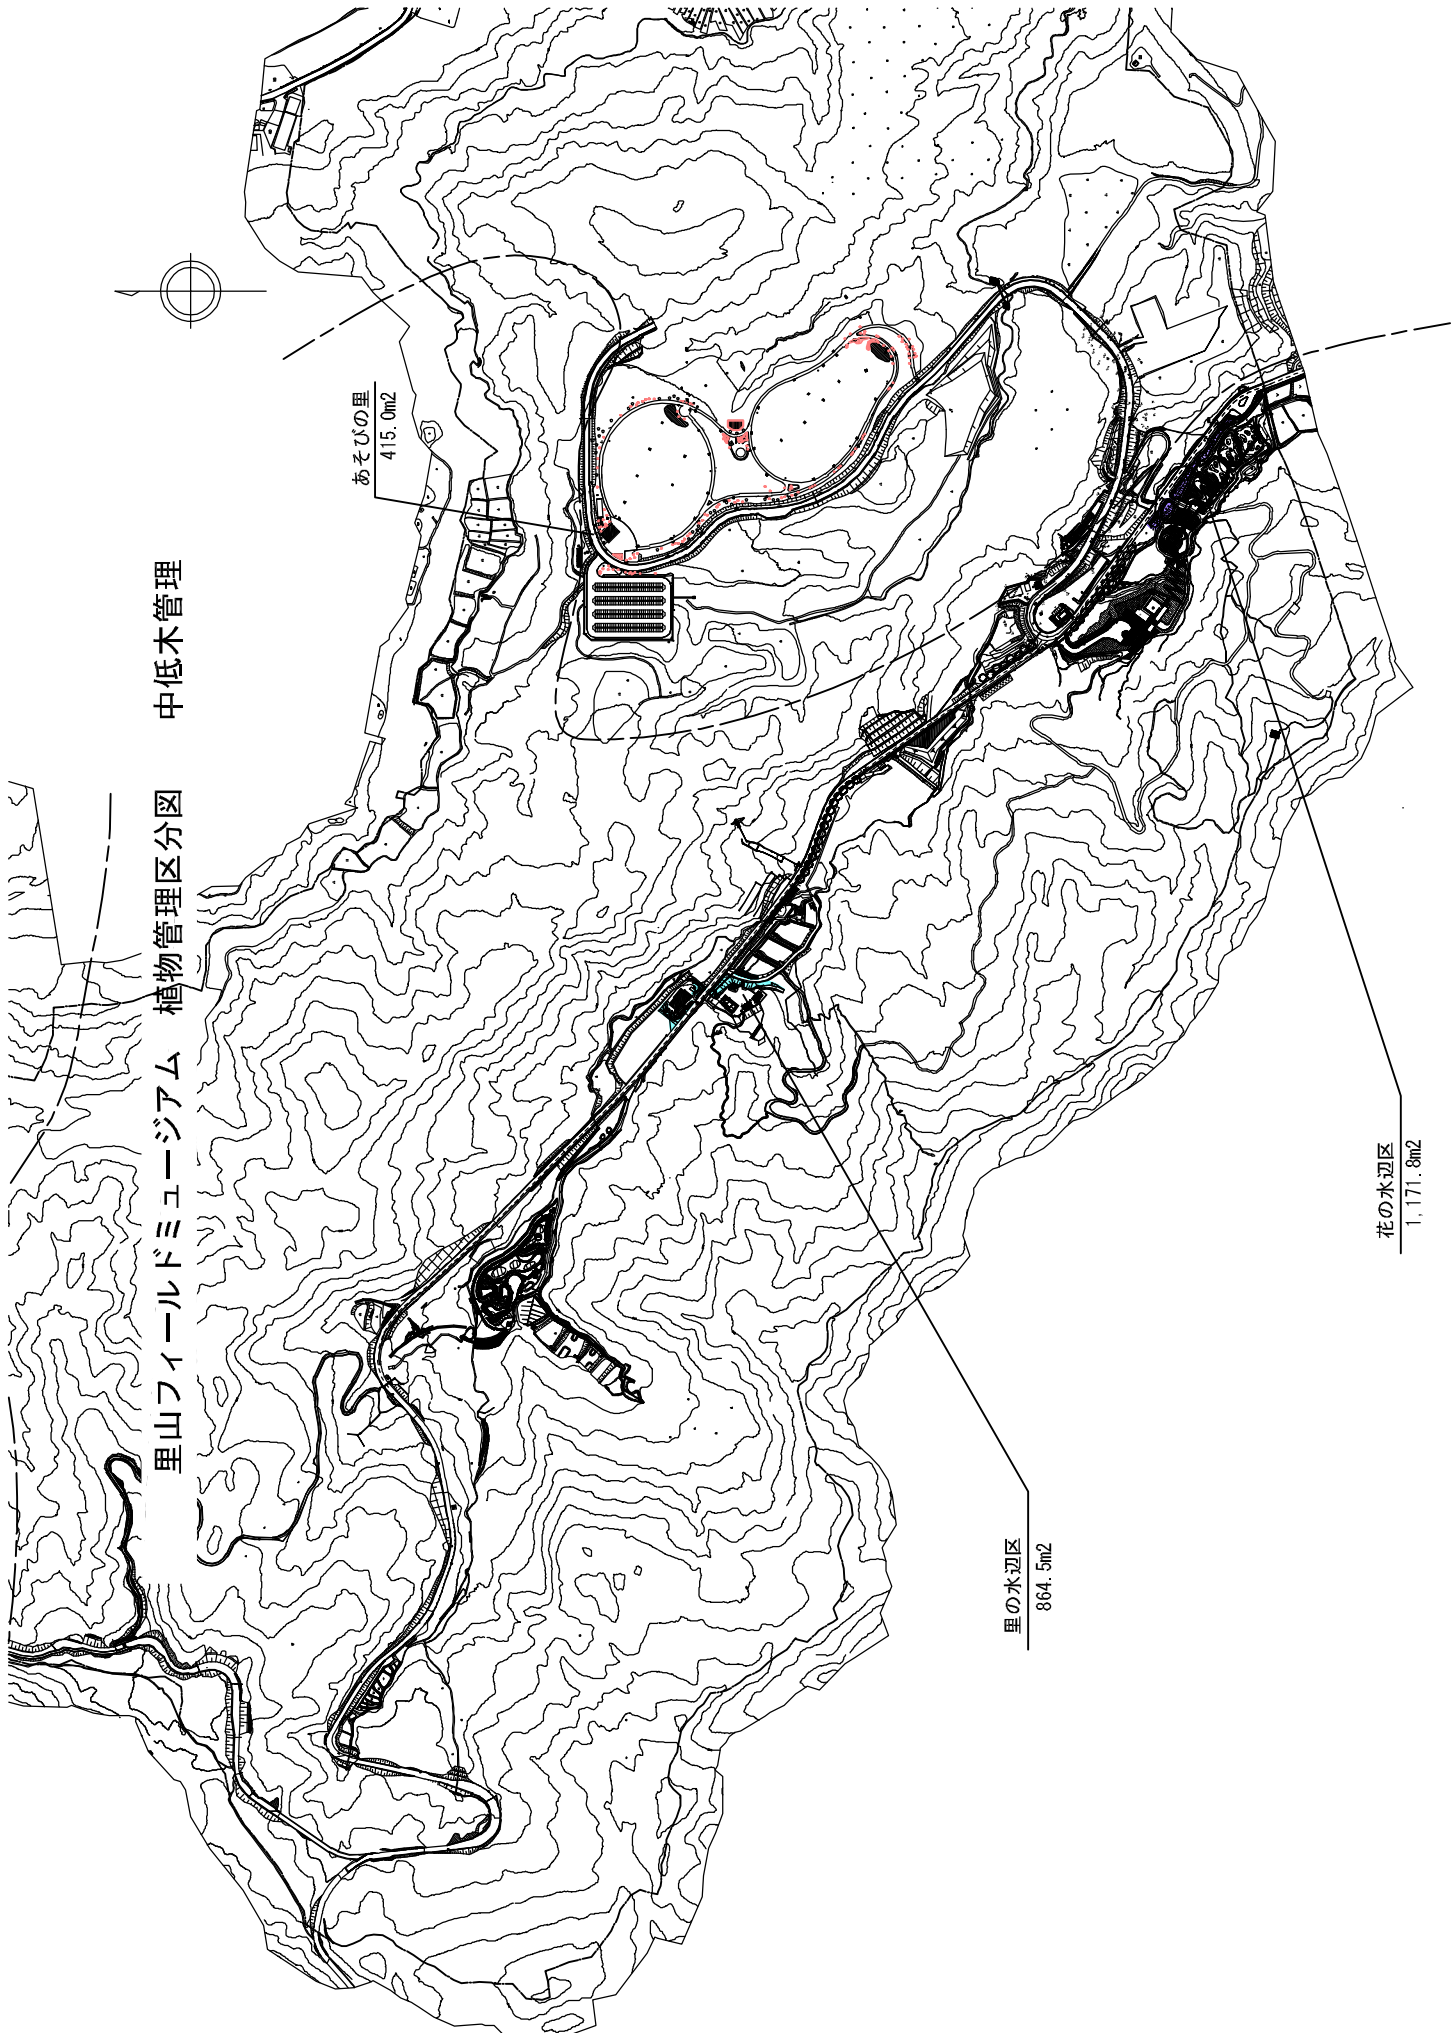 里山フィールドミュージアム　植物管理区分図　中低木管理
あそびの里
415.0m2
里の水辺区
864.5m2
花の水辺区
1,171.8m2